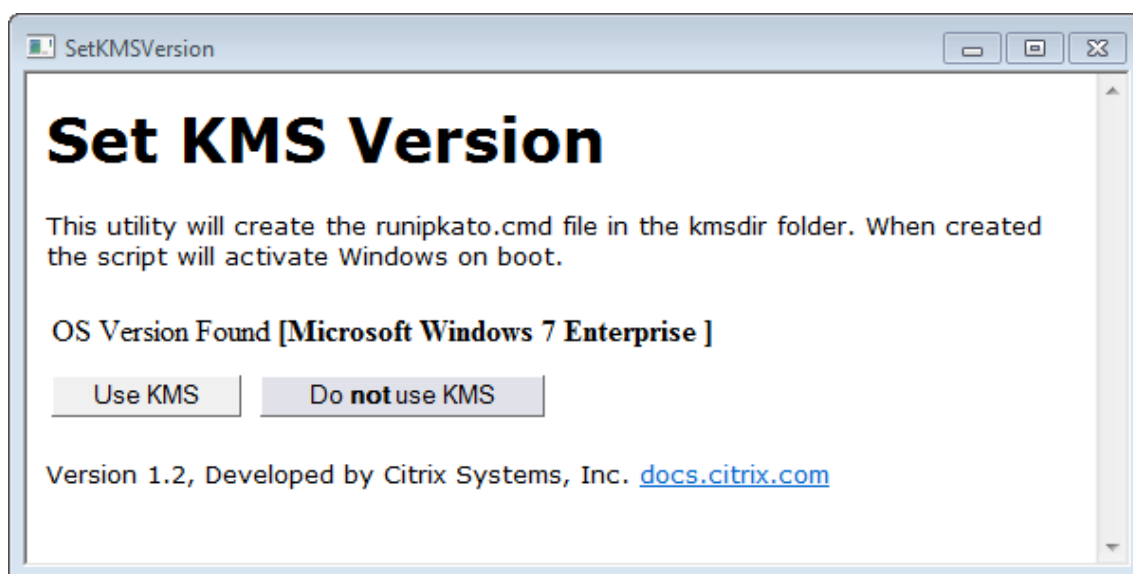 SetKMSVersion
Set KMS Version
This utility will create the runipkato.cmd file in the kmsdir folder. When created
the script will activate Windows on boot.
OS Version Found [Microsoft Windows 7 Enterprise ]
Use KMS Do not use KMS
Version 1.2, Developed by Citrix Systems, Inc. docs.citrix.com